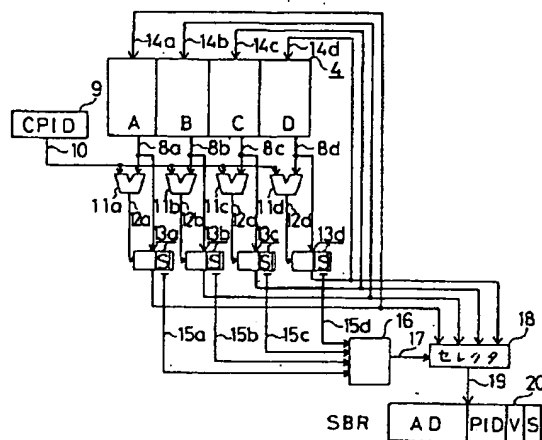 14a 14b 14c 14d
4
9
CPID
A B C D
10
8a 8b 8c 8d
11a 11b 11c 11d
12a 12b 12c 12d
13a 13b 13c 13d
S S S S
16
15a 15b 15c 15d
17
18
セレクタ
19
20
SBR AD PID V S